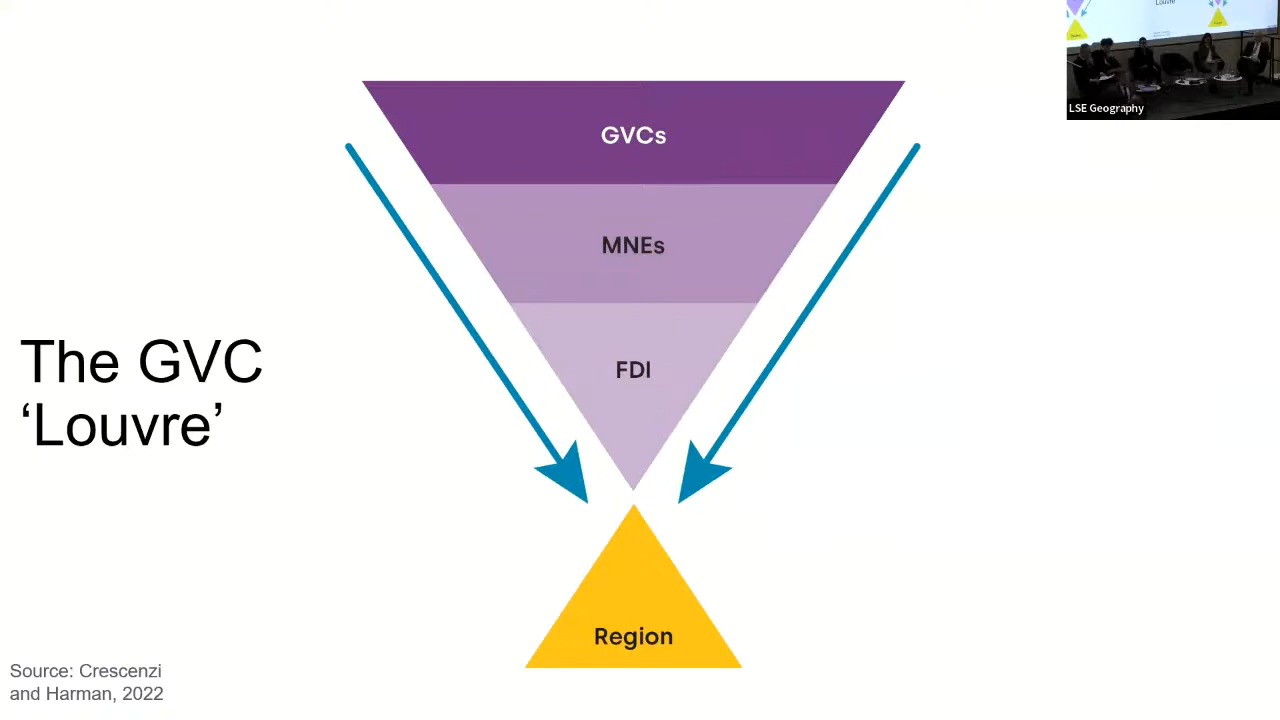 GVCs
MNEs
FDI
Region
The GVC
‘Louvre’
Source: Crescenzi
and Harman, 2022
LSE Geography